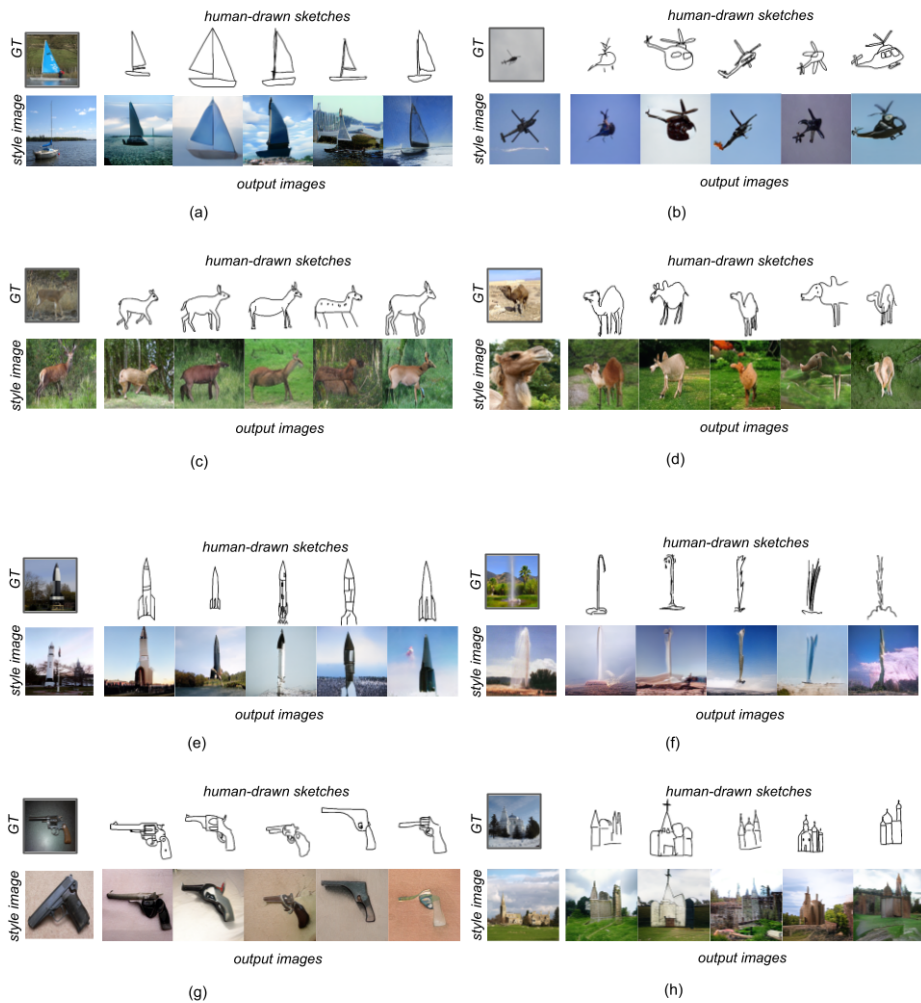 human-drawn sketches
GT
style image
output images
(a)
human-drawn sketches
GT
style image
output images
(b)
human-drawn sketches
GT
style image
output images
(c)
human-drawn sketches
GT
style image
output images
(d)
human-drawn sketches
GT
style image
output images
(e)
human-drawn sketches
GT
style image
output images
(f)
human-drawn sketches
GT
style image
output images
(g)
human-drawn sketches
GT
style image
output images
(h)